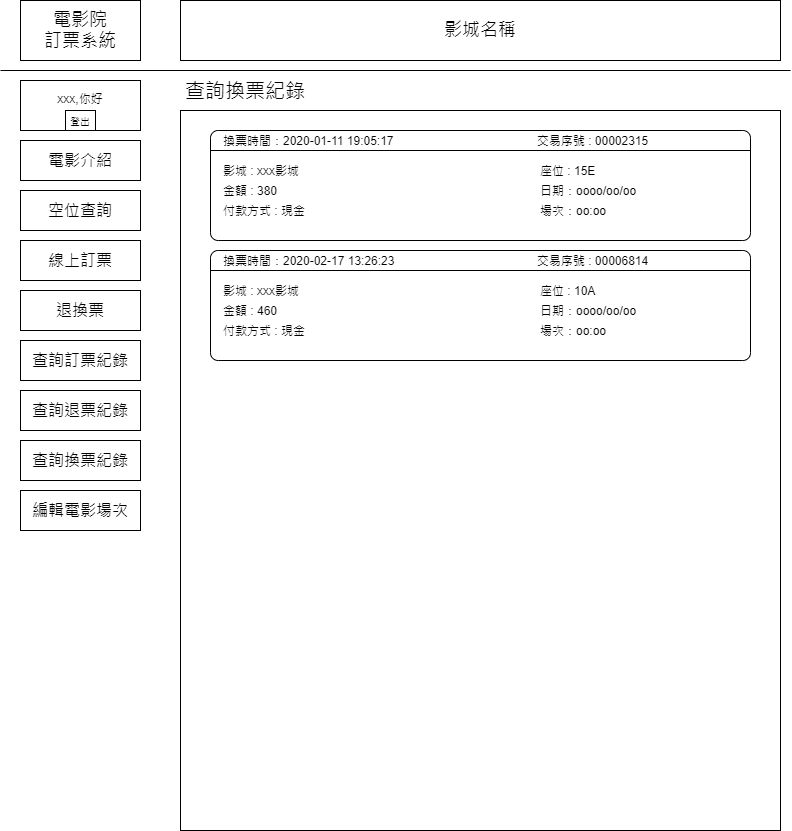 電影院
訂票系統
影城名稱
xxx,你好
登出
電影介紹
空位查詢
線上訂票
退換票
查詢訂票紀錄
查詢退票紀錄
查詢換票紀錄
編輯電影場次
查詢換票紀錄
換票時間：2020-01-11 19:05:17 交易序號 : 00002315
影城 : xxx影城 座位 : 15E
金額 : 380 日期：oooo/oo/oo
付款方式 : 現金 場次：oo:oo
換票時間：2020-02-17 13:26:23 交易序號 : 00006814
影城 : xxx影城 座位 : 10A
金額 : 460 日期：oooo/oo/oo
付款方式 : 現金 場次：oo:oo